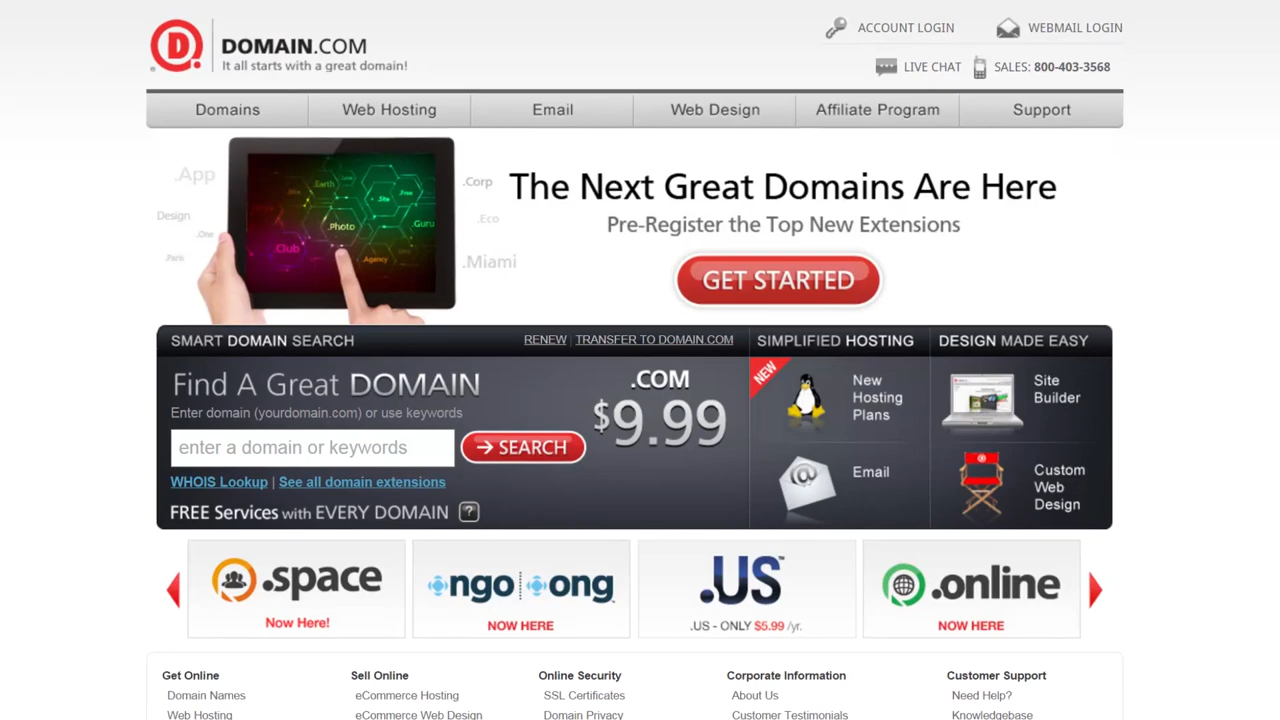 ACCOUNT LOGIN
WEBMAIL LOGIN
DOMAIN.COM
It all starts with a great domain!
LIVE CHAT
SALES: 800-403-3568
Domains
Web Hosting
Email
Web Design
Affiliate Program
Support
.App
Design
.One
.Paris
.Earth
.Free
.Site
.Photo
.Guru
.Club
.Agency
.Corp
.Eco
.Miami
The Next Great Domains Are Here
Pre-Register the Top New Extensions
GET STARTED
SMART DOMAIN SEARCH
RENEW | TRANSFER TO DOMAIN.COM
SIMPLIFIED HOSTING
DESIGN MADE EASY
Find A Great DOMAIN
Enter domain (yourdomain.com) or use keywords
enter a domain or keywords
SEARCH
.COM
$9.99
WHOIS Lookup | See all domain extensions
FREE Services with EVERY DOMAIN ?
NEW
New
Hosting
Plans
Email
Site
Builder
Custom
Web
Design
.space
Now Here!
.ngo .ong
NOW HERE
.US™
.US - ONLY $5.99 /yr.
.online
NOW HERE
Get Online
Domain Names
Web Hosting
Sell Online
eCommerce Hosting
eCommerce Web Design
Online Security
SSL Certificates
Domain Privacy
Corporate Information
About Us
Customer Testimonials
Customer Support
Need Help?
Knowledgebase